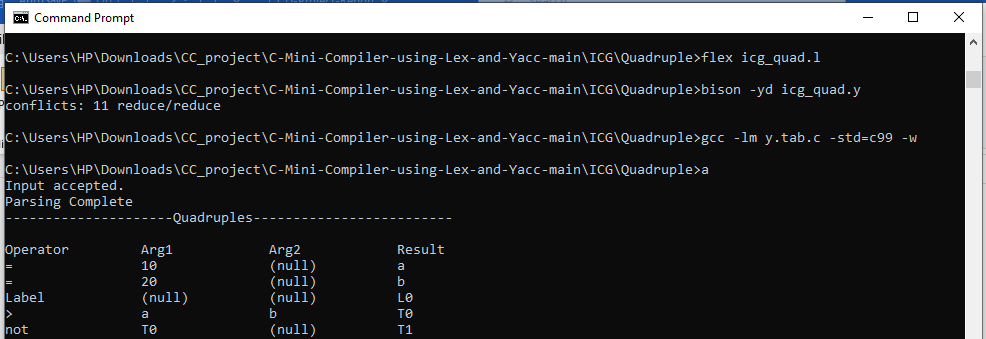 Command Prompt
C:\Users\HP\Downloads\CC_project\C-Mini-Compiler-using-Lex-and-Yacc-main\ICG\Quadruple>flex icg_quad.l
C:\Users\HP\Downloads\CC_project\C-Mini-Compiler-using-Lex-and-Yacc-main\ICG\Quadruple>bison -yd icg_quad.y
conflicts: 11 reduce/reduce
C:\Users\HP\Downloads\CC_project\C-Mini-Compiler-using-Lex-and-Yacc-main\ICG\Quadruple>gcc -lm y.tab.c -std=c99 -w
C:\Users\HP\Downloads\CC_project\C-Mini-Compiler-using-Lex-and-Yacc-main\ICG\Quadruple>a
Input accepted.
Parsing Complete
---------------------Quadruples-------------------------
Operator Arg1 Arg2 Result
= 10 (null) a
= 20 (null) b
Label (null) (null) L0
> a b T0
not T0 (null) T1